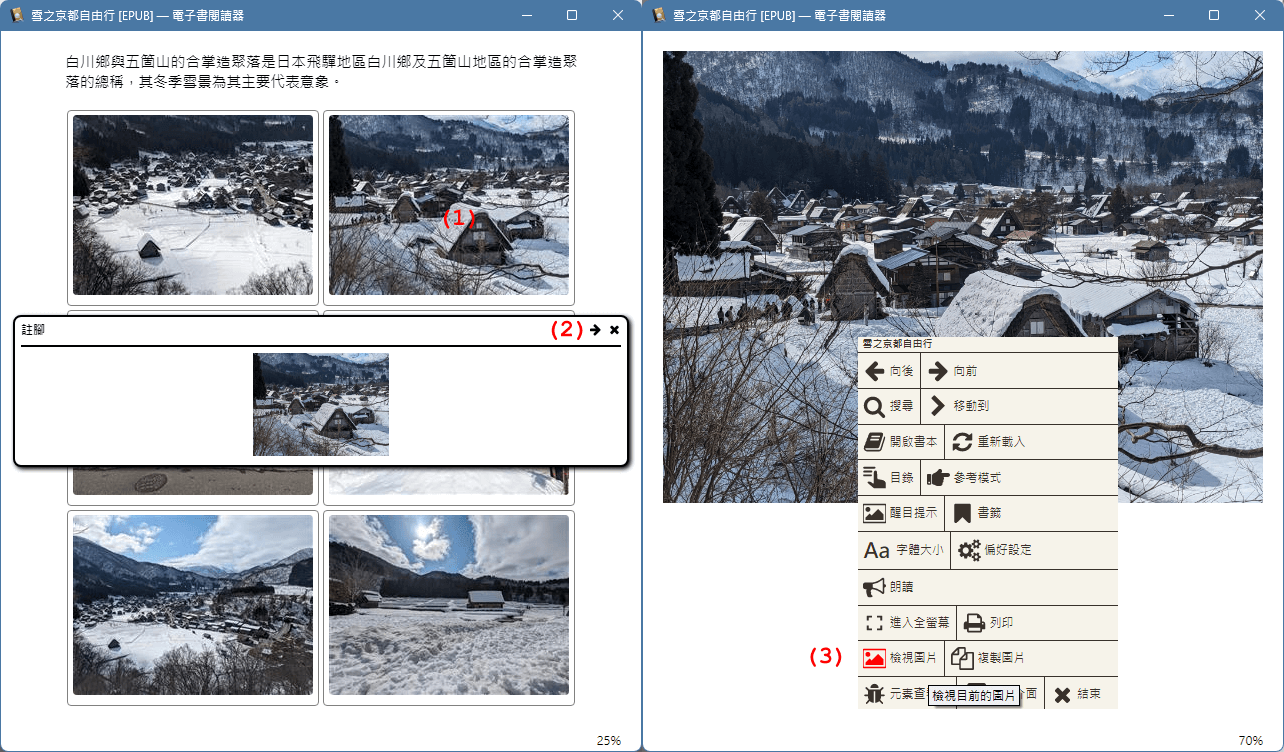 雪之京都自由行 [EPUB] — 電子書閱讀器
白川鄉與五箇山的合掌造聚落是日本飛驒地區白川鄉及五箇山地區的合掌造聚
落的總稱，其冬季雪景為其主要代表意象。
(1)
註腳
(2)
25%
雪之京都自由行 [EPUB] — 電子書閱讀器
雪之京都自由行
向後 向前
搜尋 移動到
開啟書本 重新載入
目錄 參考模式
醒目提示 書籤
Aa 字體大小 偏好設定
朗讀
進入全螢幕 列印
(3)
檢視圖片 複製圖片
元素查 面 結束
檢視目前的圖片
70%